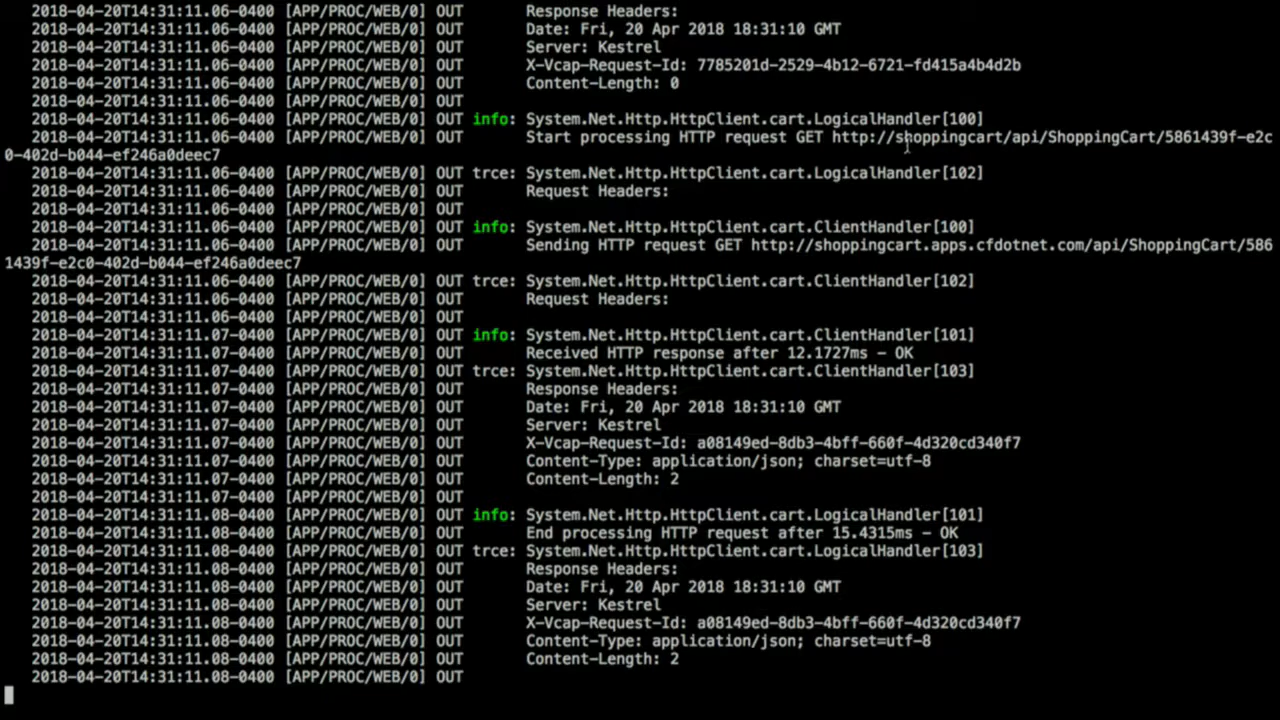 2018-04-20T14:31:11.06-0400 [APP/PROC/WEB/0] OUT Response Headers:
2018-04-20T14:31:11.06-0400 [APP/PROC/WEB/0] OUT Date: Fri, 20 Apr 2018 18:31:10 GMT
2018-04-20T14:31:11.06-0400 [APP/PROC/WEB/0] OUT Server: Kestrel
2018-04-20T14:31:11.06-0400 [APP/PROC/WEB/0] OUT X-Vcap-Request-Id: 7785201d-2529-4b12-6721-fd415a4b4d2b
2018-04-20T14:31:11.06-0400 [APP/PROC/WEB/0] OUT Content-Length: 0
2018-04-20T14:31:11.06-0400 [APP/PROC/WEB/0] OUT
2018-04-20T14:31:11.06-0400 [APP/PROC/WEB/0] OUT info: System.Net.Http.HttpClient.cart.LogicalHandler[100]
2018-04-20T14:31:11.06-0400 [APP/PROC/WEB/0] OUT Start processing HTTP request GET http://shoppingcart/api/ShoppingCart/5861439f-e2c
0-402d-b044-ef246a0deec7
2018-04-20T14:31:11.06-0400 [APP/PROC/WEB/0] OUT trce: System.Net.Http.HttpClient.cart.LogicalHandler[102]
2018-04-20T14:31:11.06-0400 [APP/PROC/WEB/0] OUT Request Headers:
2018-04-20T14:31:11.06-0400 [APP/PROC/WEB/0] OUT
2018-04-20T14:31:11.06-0400 [APP/PROC/WEB/0] OUT info: System.Net.Http.HttpClient.cart.ClientHandler[100]
2018-04-20T14:31:11.06-0400 [APP/PROC/WEB/0] OUT Sending HTTP request GET http://shoppingcart.apps.cfdotnet.com/api/ShoppingCart/586
1439f-e2c0-402d-b044-ef246a0deec7
2018-04-20T14:31:11.06-0400 [APP/PROC/WEB/0] OUT trce: System.Net.Http.HttpClient.cart.ClientHandler[102]
2018-04-20T14:31:11.06-0400 [APP/PROC/WEB/0] OUT Request Headers:
2018-04-20T14:31:11.06-0400 [APP/PROC/WEB/0] OUT
2018-04-20T14:31:11.07-0400 [APP/PROC/WEB/0] OUT info: System.Net.Http.HttpClient.cart.ClientHandler[101]
2018-04-20T14:31:11.07-0400 [APP/PROC/WEB/0] OUT Received HTTP response after 12.1727ms - OK
2018-04-20T14:31:11.07-0400 [APP/PROC/WEB/0] OUT trce: System.Net.Http.HttpClient.cart.ClientHandler[103]
2018-04-20T14:31:11.07-0400 [APP/PROC/WEB/0] OUT Response Headers:
2018-04-20T14:31:11.07-0400 [APP/PROC/WEB/0] OUT Date: Fri, 20 Apr 2018 18:31:10 GMT
2018-04-20T14:31:11.07-0400 [APP/PROC/WEB/0] OUT Server: Kestrel
2018-04-20T14:31:11.07-0400 [APP/PROC/WEB/0] OUT X-Vcap-Request-Id: a08149ed-8db3-4bff-660f-4d320cd340f7
2018-04-20T14:31:11.07-0400 [APP/PROC/WEB/0] OUT Content-Type: application/json; charset=utf-8
2018-04-20T14:31:11.07-0400 [APP/PROC/WEB/0] OUT Content-Length: 2
2018-04-20T14:31:11.07-0400 [APP/PROC/WEB/0] OUT
2018-04-20T14:31:11.08-0400 [APP/PROC/WEB/0] OUT info: System.Net.Http.HttpClient.cart.LogicalHandler[101]
2018-04-20T14:31:11.08-0400 [APP/PROC/WEB/0] OUT End processing HTTP request after 15.4315ms - OK
2018-04-20T14:31:11.08-0400 [APP/PROC/WEB/0] OUT trce: System.Net.Http.HttpClient.cart.LogicalHandler[103]
2018-04-20T14:31:11.08-0400 [APP/PROC/WEB/0] OUT Response Headers:
2018-04-20T14:31:11.08-0400 [APP/PROC/WEB/0] OUT Date: Fri, 20 Apr 2018 18:31:10 GMT
2018-04-20T14:31:11.08-0400 [APP/PROC/WEB/0] OUT Server: Kestrel
2018-04-20T14:31:11.08-0400 [APP/PROC/WEB/0] OUT X-Vcap-Request-Id: a08149ed-8db3-4bff-660f-4d320cd340f7
2018-04-20T14:31:11.08-0400 [APP/PROC/WEB/0] OUT Content-Type: application/json; charset=utf-8
2018-04-20T14:31:11.08-0400 [APP/PROC/WEB/0] OUT Content-Length: 2
2018-04-20T14:31:11.08-0400 [APP/PROC/WEB/0] OUT